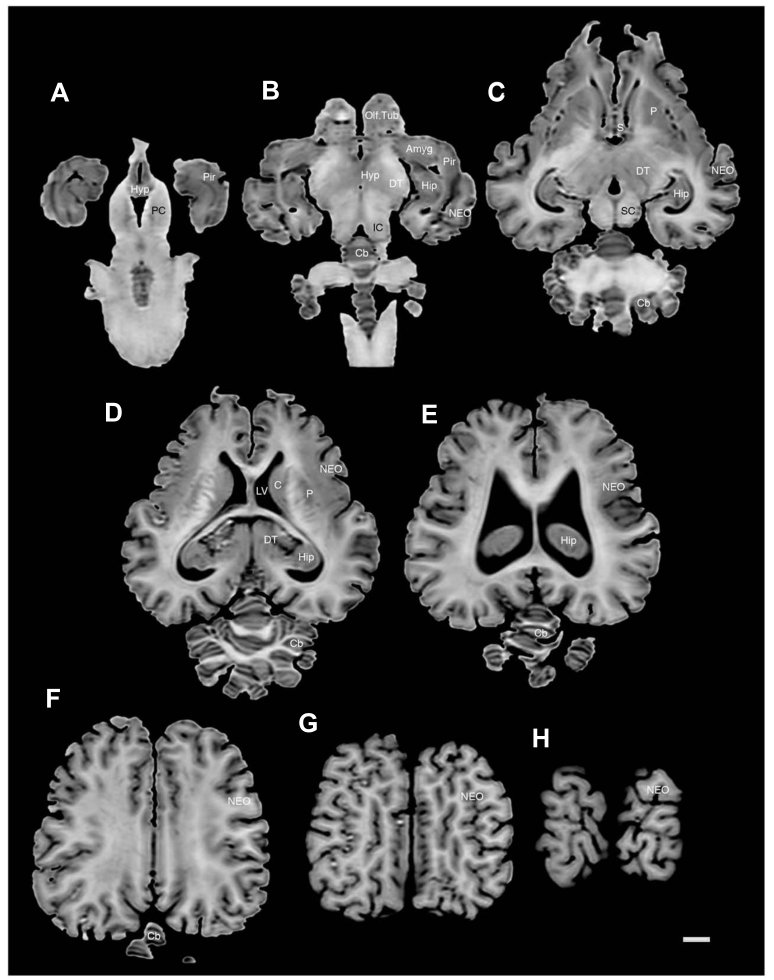 A
B
C
Hyp
PC
Pir
Olf.Tub
Amyg
Pir
Hyp
DT
Hip
NEO
IC
Cb
P
S
DT
NEO
Hip
SC
Cb
D
E
NEO
LV
C
P
DT
Hip
Cb
NEO
Hip
Cb
F
G
H
NEO
Cb
NEO
NEO